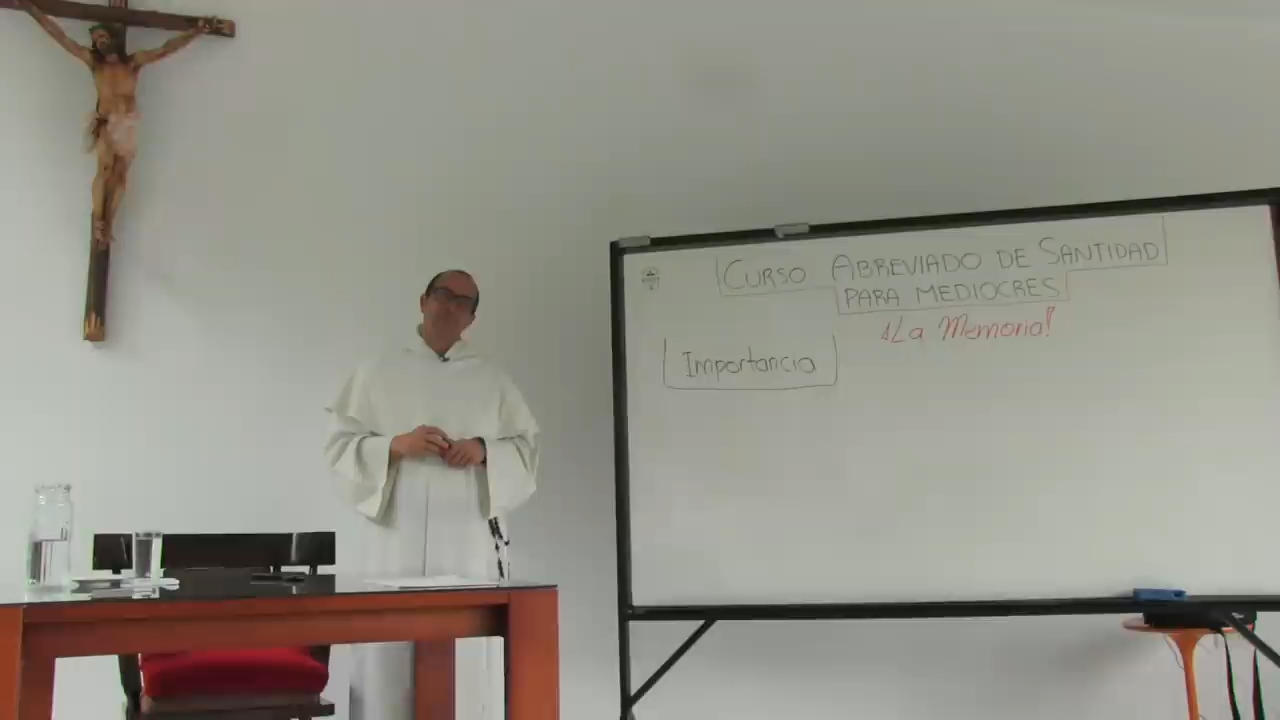 CURSO ABREVIADO DE SANTIDAD
PARA MEDIOCRES
¡La Memoria!
Importancia